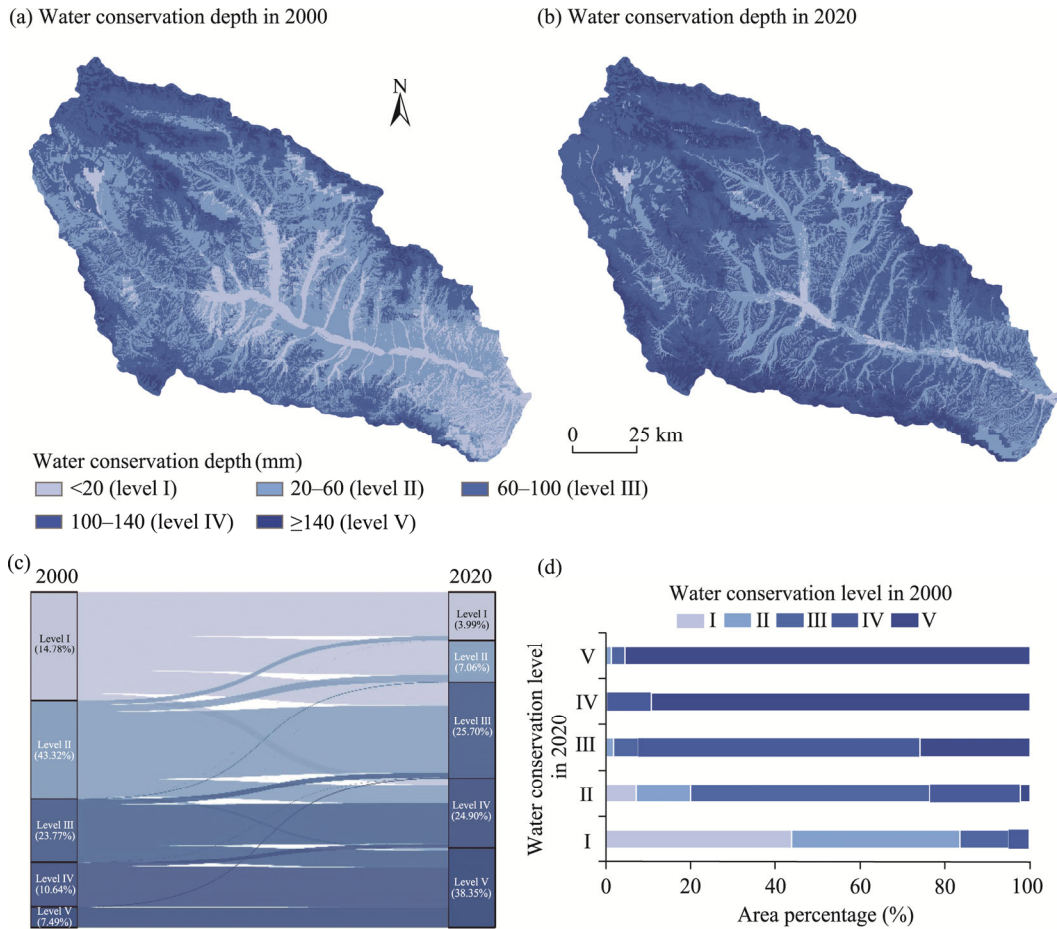 (a) Water conservation depth in 2000
(b) Water conservation depth in 2020
N
0 25 km
Water conservation depth (mm)
<20 (level I) 20–60 (level II) 60–100 (level III)
100–140 (level IV) ≥140 (level V)
(c)
2000
2020
Level I
(14.78%)
Level II
(43.32%)
Level III
(23.77%)
Level IV
(10.64%)
Level V
(7.49%)
Level I
(3.99%)
Level II
(7.06%)
Level III
(25.70%)
Level IV
(24.90%)
Level V
(38.35%)
(d)
Water conservation level in 2000
I II III IV V
Water conservation level
in 2020
V
IV
III
II
I
0 20 40 60 80 100
Area percentage (%)